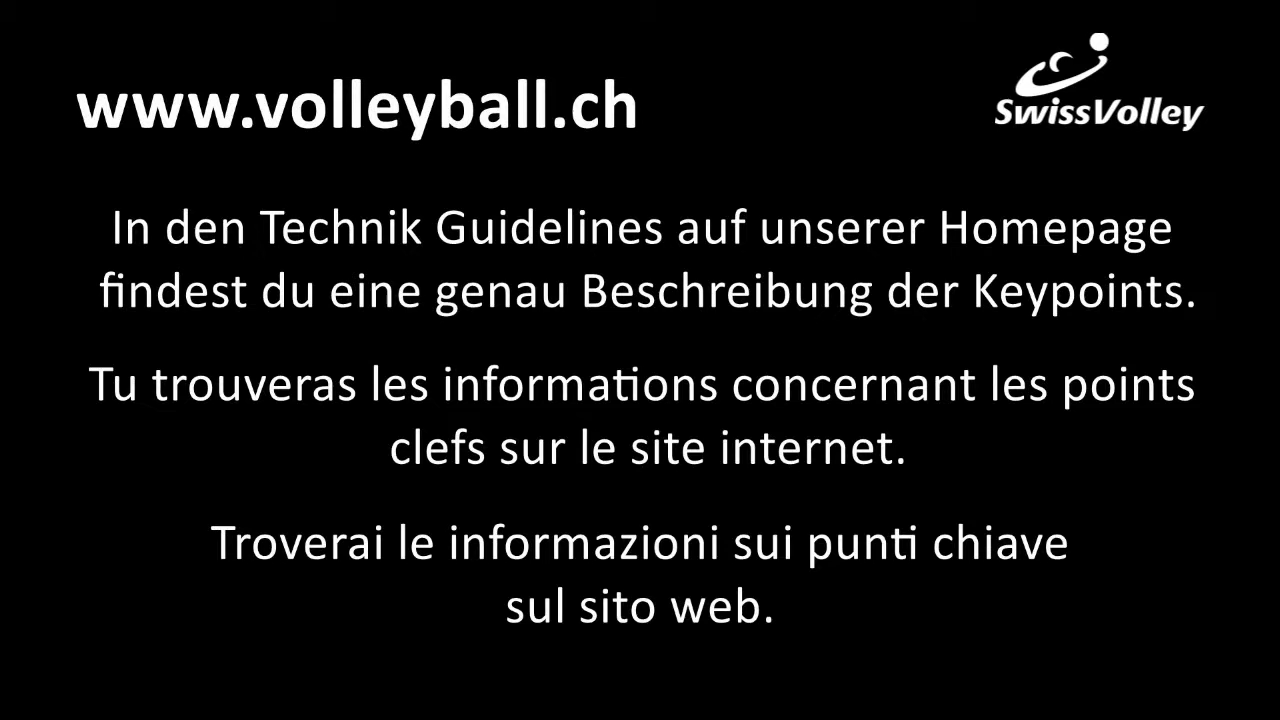 www.volleyball.ch
SwissVolley
In den Technik Guidelines auf unserer Homepage
findest du eine genau Beschreibung der Keypoints.
Tu trouveras les informations concernant les points
clefs sur le site internet.
Troverai le informazioni sui punti chiave
sul sito web.